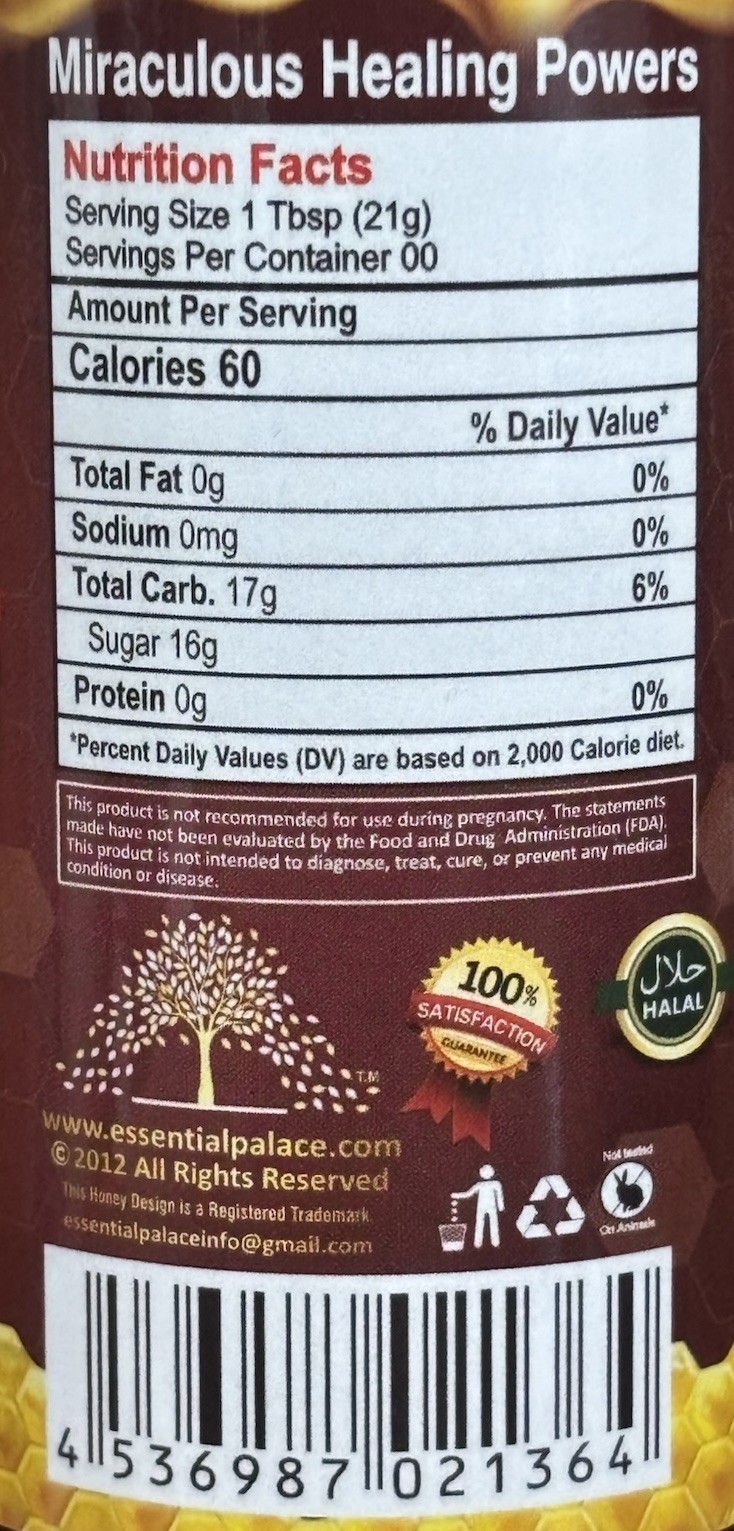 Miraculous Healing Powers
Nutrition Facts
Serving Size 1 Tbsp (21g)
Servings Per Container 00
Amount Per Serving
Calories 60
% Daily Value*
Total Fat 0g 0%
Sodium 0mg 0%
Total Carb. 17g 6%
Sugar 16g
Protein 0g 0%
*Percent Daily Values (DV) are based on 2,000 Calorie diet.
This product is not recommended for use during pregnancy. The statements
made have not been evaluated by the Food and Drug Administration (FDA).
This product is not intended to diagnose, treat, cure, or prevent any medical
condition or disease.
100%
SATISFACTION
GUARANTEE
حلال
HALAL
T.M
www.essentialpalace.com
© 2012 All Rights Reserved
This Honey Design is a Registered Trademark
essentialpalaceinfo@gmail.com
Not tested
On Animals
4 536987 021364